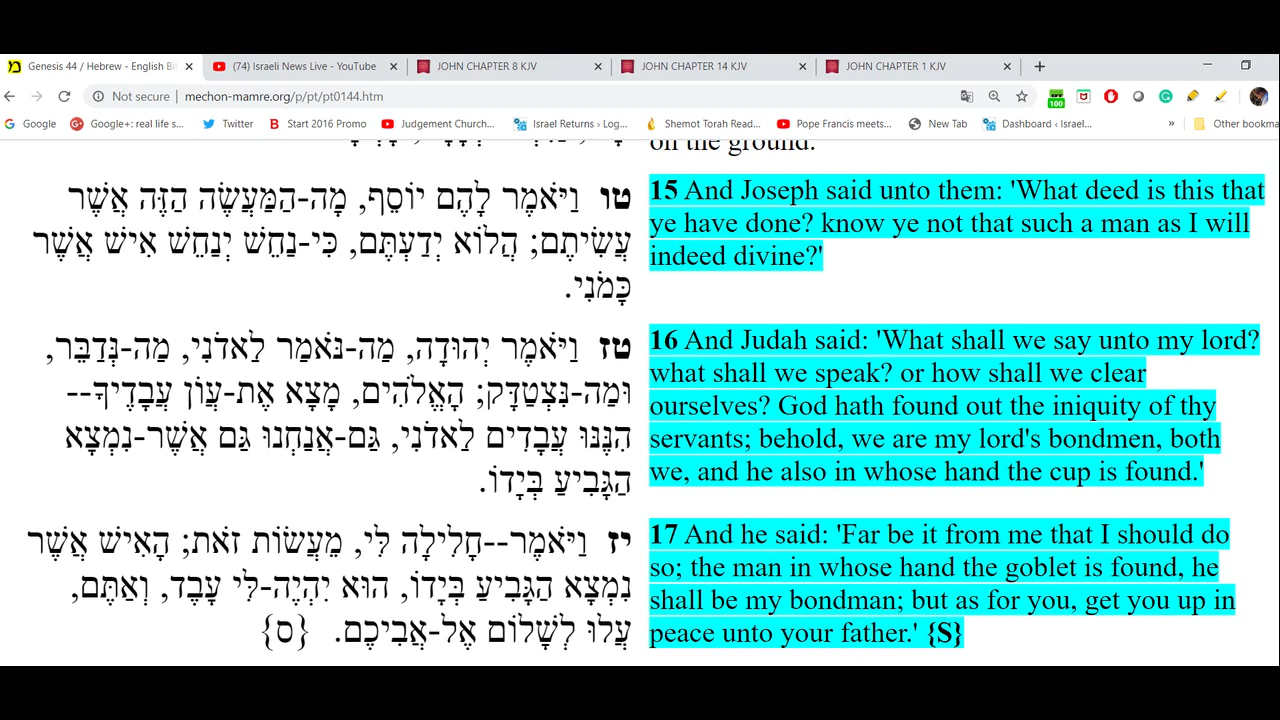 Genesis 44 / Hebrew - English Bi
(74) Israeli News Live - YouTube
JOHN CHAPTER 8 KJV
JOHN CHAPTER 14 KJV
JOHN CHAPTER 1 KJV
Not secure | mechon-mamre.org/p/pt/pt0144.htm
100
Google
Google+: real life s...
Twitter
Start 2016 Promo
Judgement Church...
Israel Returns › Log...
Shemot Torah Read...
Pope Francis meets...
New Tab
Dashboard ‹ Israel...
»
Other bookma
on the ground.
טו וַיֹּאמֶר לָהֶם יוֹסֵף, מָה-הַמַּעֲשֶׂה הַזֶּה אֲשֶׁר
עֲשִׂיתֶם; הֲלוֹא יְדַעְתֶּם, כִּי-נַחֵשׁ יְנַחֵשׁ אִישׁ אֲשֶׁר
כָּמֹנִי.
15 And Joseph said unto them: 'What deed is this that
ye have done? know ye not that such a man as I will
indeed divine?'
טז וַיֹּאמֶר יְהוּדָה, מַה-נֹּאמַר לַאדֹנִי, מַה-נְּדַבֵּר,
וּמַה-נִּצְטַדָּק; הָאֱלֹהִים, מָצָא אֶת-עֲוֺן עֲבָדֶיךָ--
הִנֶּנּוּ עֲבָדִים לַאדֹנִי, גַּם-אֲנַחְנוּ גַּם אֲשֶׁר-נִמְצָא
הַגָּבִיעַ בְּיָדוֹ.
16 And Judah said: 'What shall we say unto my lord?
what shall we speak? or how shall we clear
ourselves? God hath found out the iniquity of thy
servants; behold, we are my lord's bondmen, both
we, and he also in whose hand the cup is found.'
יז וַיֹּאמֶר--חָלִילָה לִּי, מֵעֲשׂוֹת זֹאת; הָאִישׁ אֲשֶׁר
נִמְצָא הַגָּבִיעַ בְּיָדוֹ, הוּא יִהְיֶה-לִּי עָבֶד, וְאַתֶּם,
עֲלוּ לְשָׁלוֹם אֶל-אֲבִיכֶם. {ס}
17 And he said: 'Far be it from me that I should do
so; the man in whose hand the goblet is found, he
shall be my bondman; but as for you, get you up in
peace unto your father.' {S}